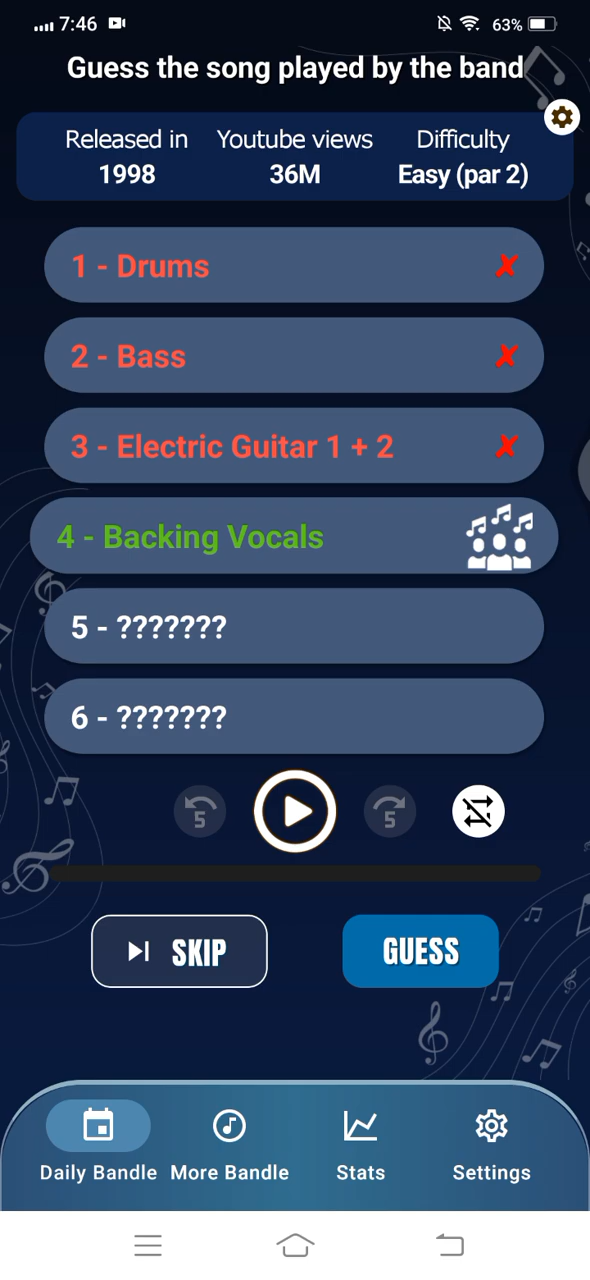 7:46
63%
Guess the song played by the band
Released in
Youtube views
Difficulty
1998
36M
Easy (par 2)
1 - Drums
2 - Bass
3 - Electric Guitar 1 + 2
4 - Backing Vocals
5 - ???????
6 - ???????
5
5
SKIP
GUESS
Daily Bandle
More Bandle
Stats
Settings